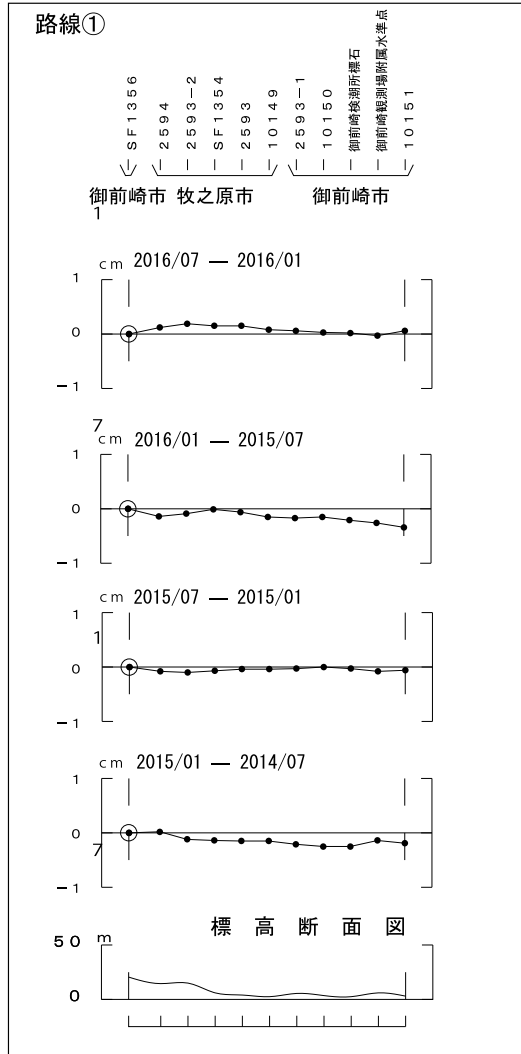 路線①
SF1356
2594
2593-2
SF1354
2593
10149
2593-1
10150
御前崎検潮所標石
御前崎観測場附属水準点
10151
御前崎市 牧之原市 御前崎市
1
cm 2016/07 — 2016/01
1
0
-1
7
cm 2016/01 — 2015/07
1
0
-1
cm 2015/07 — 2015/01
1
1
0
-1
cm 2015/01 — 2014/07
1
0
7
-1
標高断面図
50 m
0